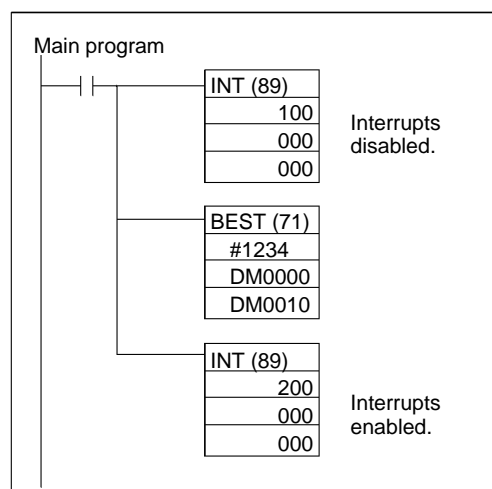 Main program
INT (89)
100
000
000
Interrupts
disabled.
BEST (71)
#1234
DM0000
DM0010
INT (89)
200
000
000
Interrupts
enabled.